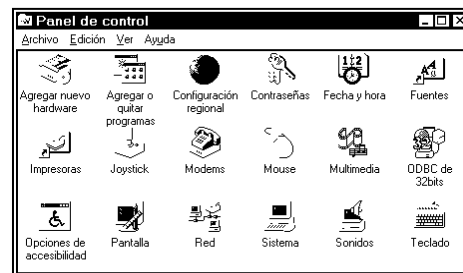 Panel de control
Archivo Edición Ver Ayuda
Agregar nuevo hardware
Agregar o quitar programas
Configuración regional
Contraseñas
Fecha y hora
Fuentes
Impresoras
Joystick
Modems
Mouse
Multimedia
ODBC de 32bits
Opciones de accesibilidad
Pantalla
Red
Sistema
Sonidos
Teclado